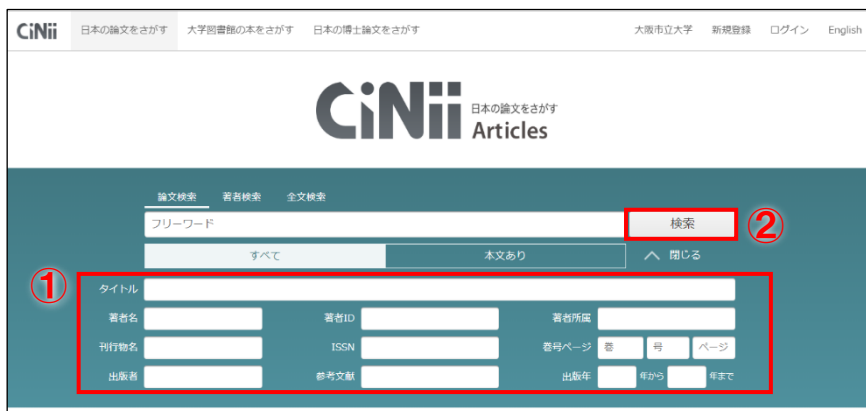 CiNii 日本の論文をさがす 大学図書館の本をさがす 日本の博士論文をさがす 大阪市立大学 新規登録 ログイン English
CiNii 日本の論文をさがす
Articles
論文検索 著者検索 全文検索
フリーワード 検索 ②
すべて 本文あり 閉じる
①
タイトル
著者名 著者ID 著者所属
刊行物名 ISSN 巻号ページ 巻 号 ページ
出版者 参考文献 出版年 年から 年まで